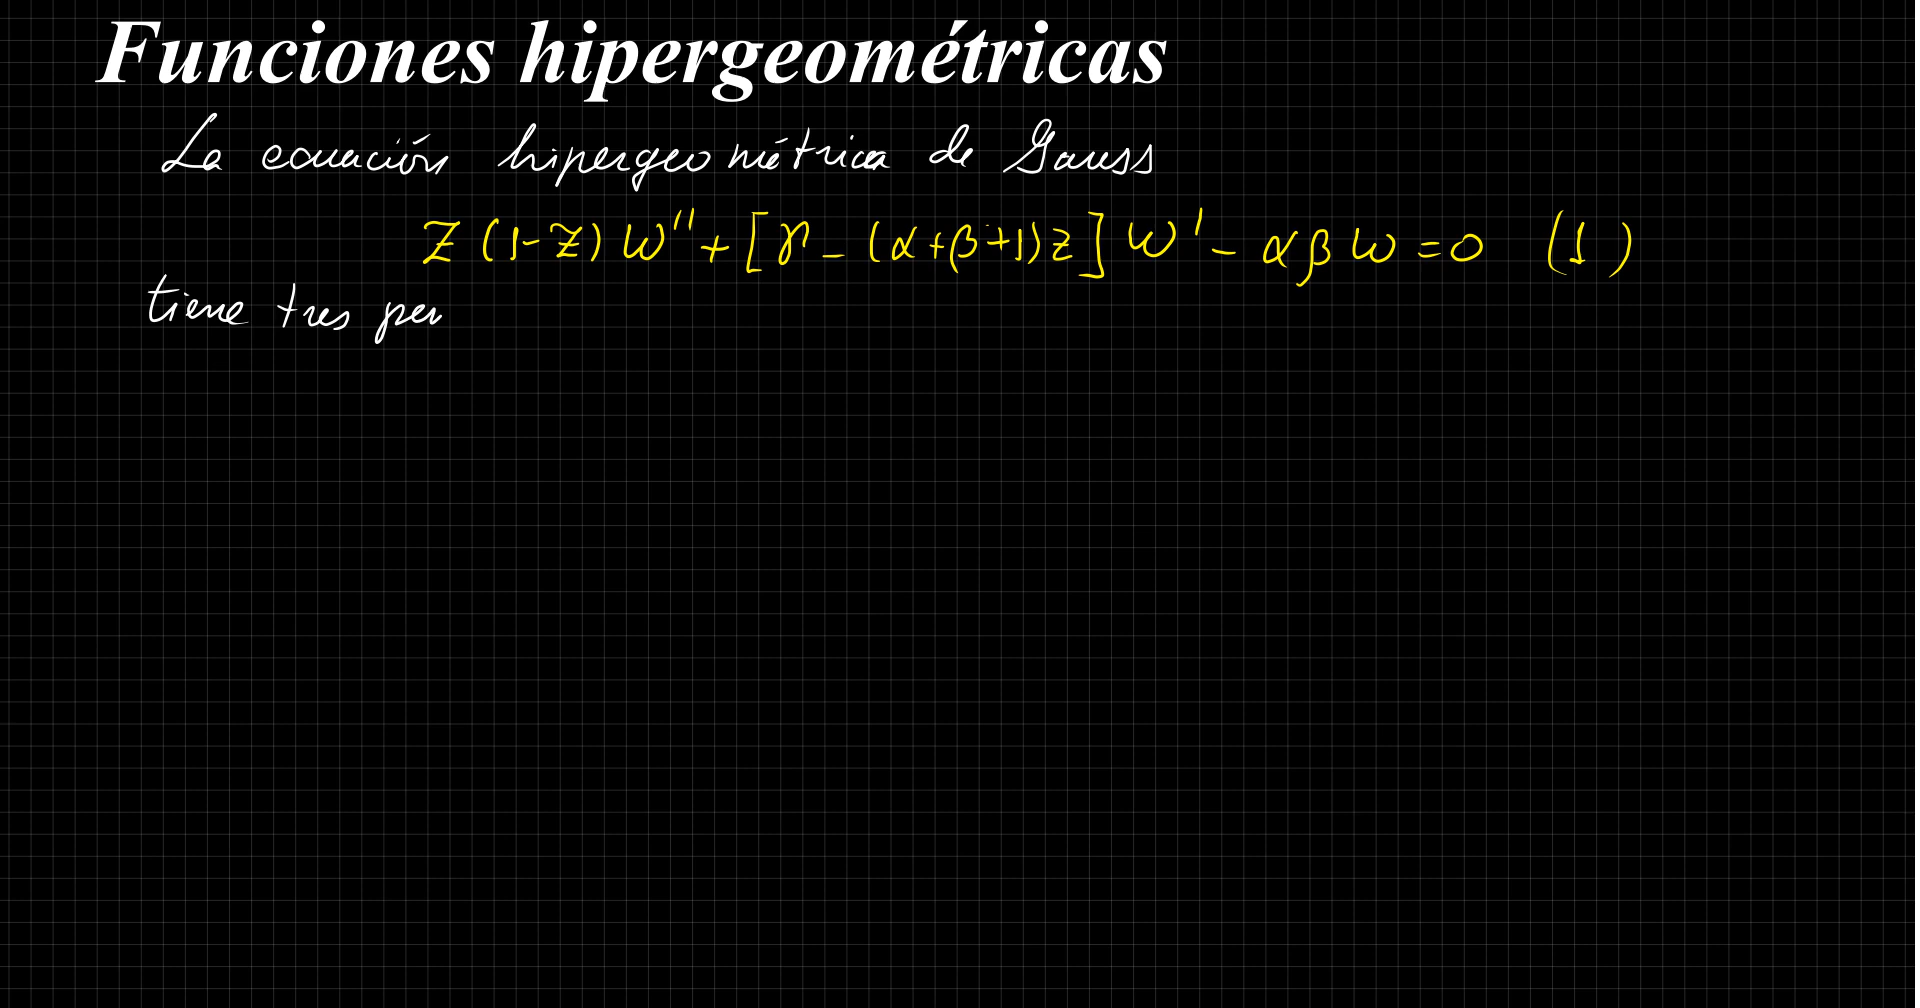 Funciones hipergeométricas
La ecuación hipergeométrica de Gauss
Z(1-Z)W''+[γ-(α+β+1)z]W'-αβW=0 (1)
tiene tres per